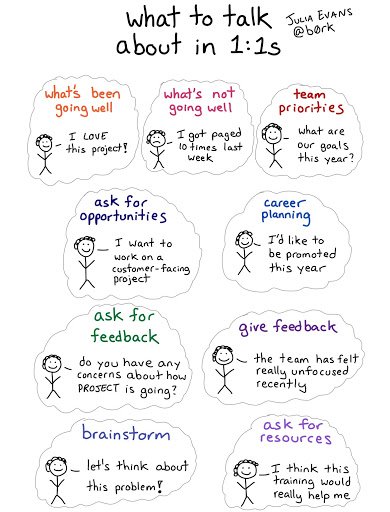 what to talk
about in 1:1s
JULIA EVANS
@b0rk
what's been
going well
I LOVE
this project!
what's not
going well
I got paged
10 times last
week
team
priorities
what are
our goals
this year?
ask for
opportunities
I want to
work on a
customer-facing
project
career
planning
I'd like to
be promoted
this year
ask for
feedback
do you have any
concerns about how
PROJECT is going?
give feedback
the team has felt
really unfocused
recently
brainstorm
let's think about
this problem!
ask for
resources
I think this
training would
really help me